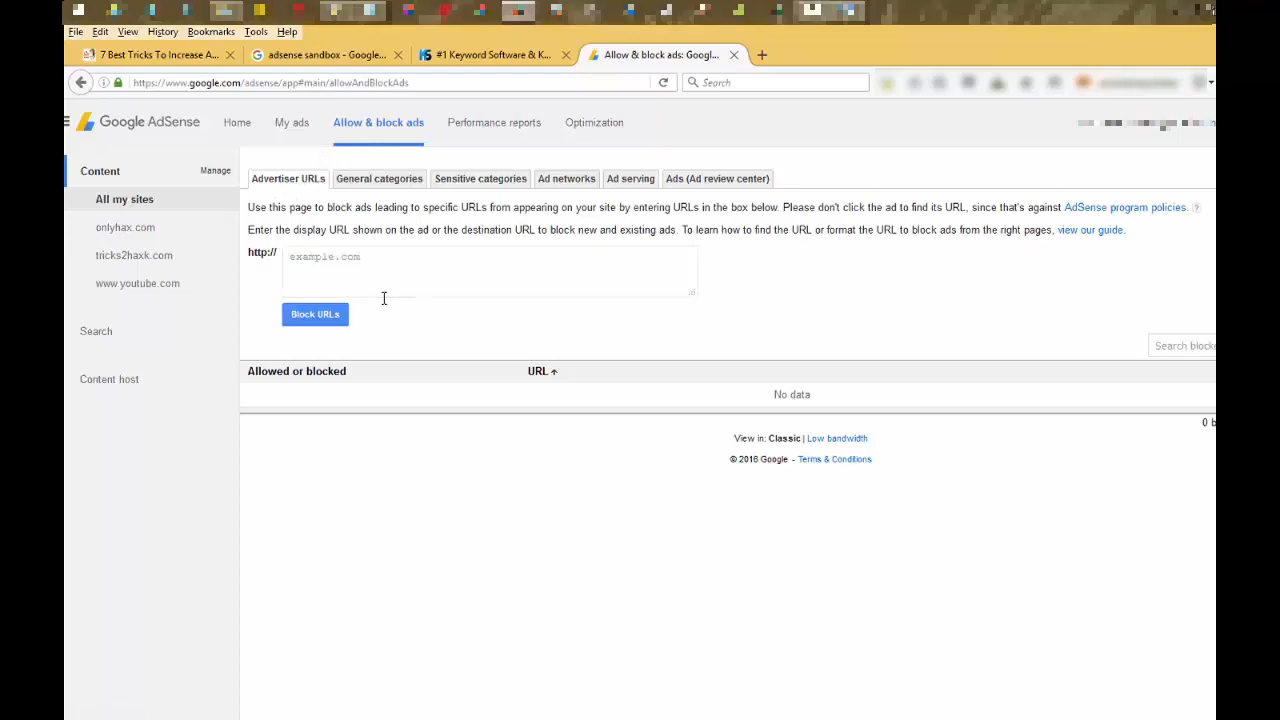 File Edit View History Bookmarks Tools Help
7 Best Tricks To Increase A...
adsense sandbox - Google...
#1 Keyword Software & K...
Allow & block ads: Googl...
https://www.google.com/adsense/app#main/allowAndBlockAds
Search
Google AdSense
Home My ads Allow & block ads Performance reports Optimization
Content Manage
All my sites
onlyhax.com
tricks2haxk.com
www.youtube.com
Search
Content host
Advertiser URLs General categories Sensitive categories Ad networks Ad serving Ads (Ad review center)
Use this page to block ads leading to specific URLs from appearing on your site by entering URLs in the box below. Please don't click the ad to find its URL, since that's against AdSense program policies. ?
Enter the display URL shown on the ad or the destination URL to block new and existing ads. To learn how to find the URL or format the URL to block ads from the right pages, view our guide.
http://
example.com
Block URLs
Search blocke
Allowed or blocked URL
No data
0 b
View in: Classic | Low bandwidth
© 2016 Google - Terms & Conditions